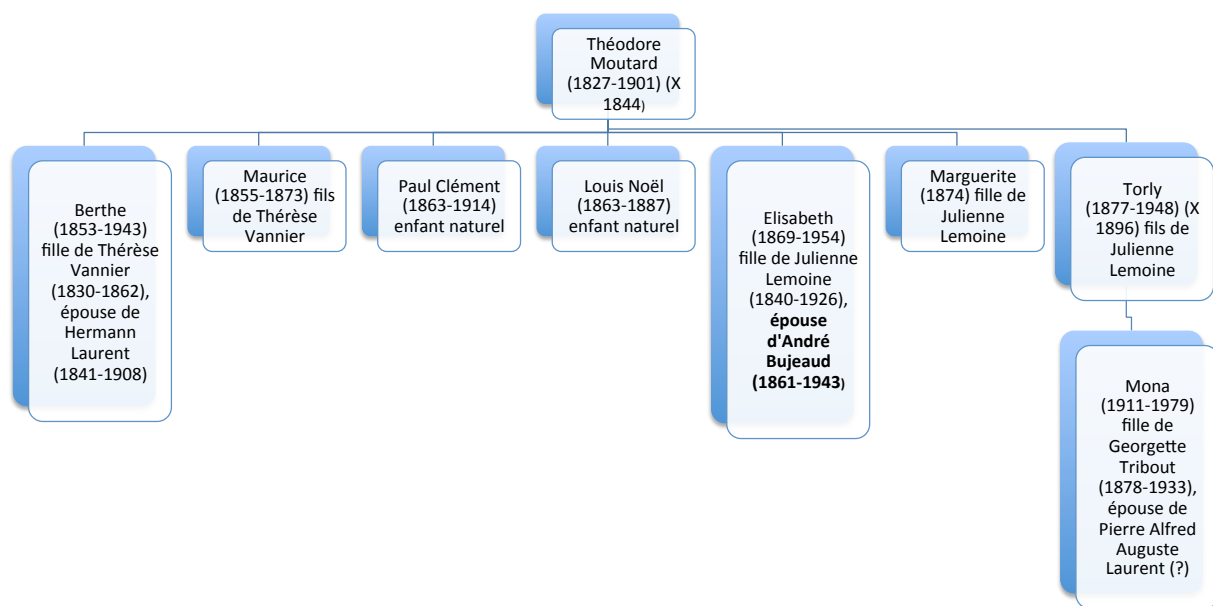 Théodore
Moutard
(1827-1901) (X
1844)
Berthe
(1853-1943)
fille de Thérèse
Vannier
(1830-1862),
épouse de
Hermann
Laurent
(1841-1908)
Maurice
(1855-1873) fils
de Thérèse
Vannier
Paul Clément
(1863-1914)
enfant naturel
Louis Noël
(1863-1887)
enfant naturel
Elisabeth
(1869-1954)
fille de Julienne
Lemoine
(1840-1926),
épouse
d'André
Bujeaud
(1861-1943)
Marguerite
(1874) fille de
Julienne
Lemoine
Torly
(1877-1948) (X
1896) fils de
Julienne
Lemoine
Mona
(1911-1979)
fille de
Georgette
Tribout
(1878-1933),
épouse de
Pierre Alfred
Auguste
Laurent (?)